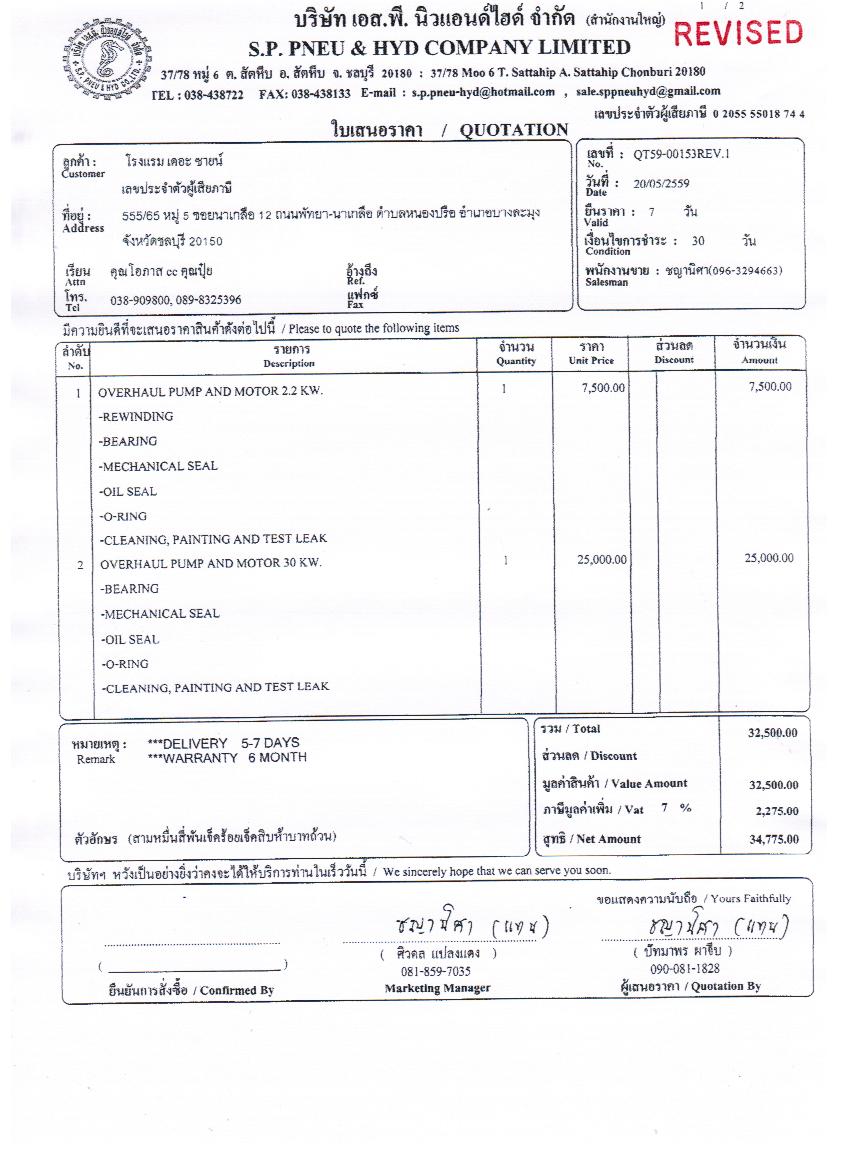 1 / 2
บริษัท เอส.พี. นิวแอนด์ไฮด์ จำกัด (สำนักงานใหญ่)
REVISED
S.P. PNEU & HYD COMPANY LIMITED
37/78 หมู่ 6 ต. สัตหีบ อ. สัตหีบ จ. ชลบุรี 20180 : 37/78 Moo 6 T. Sattahip A. Sattahip Chonburi 20180
TEL : 038-438722 FAX: 038-438133 E-mail : s.p.pneu-hyd@hotmail.com , sale.sppneuhyd@gmail.com
เลขประจำตัวผู้เสียภาษี 0 2055 55018 74 4
ใบเสนอราคา / QUOTATION
ลูกค้า : โรงแรม เดอะ ซายน์
Customer
เลขประจำตัวผู้เสียภาษี
ที่อยู่ : 555/65 หมู่ 5 ซอยนาเกลือ 12 ถนนพัทยา-นาเกลือ ตำบลหนองปรือ อำเภอบางละมุง
Address
จังหวัดชลบุรี 20150
เรียน คุณโอภาส cc คุณปุ้ย อ้างถึง
Attn Ref.
โทร. 038-909800, 089-8325396 แฟกซ์
Tel Fax
เลขที่ : QT59-00153REV.1
No.
วันที่ : 20/05/2559
Date
ยืนราคา : 7 วัน
Valid
เงื่อนไขการชำระ : 30 วัน
Condition
พนักงานขาย : ชญานิศา(096-3294663)
Salesman
มีความยินดีที่จะเสนอราคาสินค้าดังต่อไปนี้ / Please to quote the following items
ลำดับ รายการ จำนวน ราคา ส่วนลด จำนวนเงิน
No. Description Quantity Unit Price Discount Amount
1 OVERHAUL PUMP AND MOTOR 2.2 KW. 1 7,500.00 7,500.00
-REWINDING
-BEARING
-MECHANICAL SEAL
-OIL SEAL
-O-RING
-CLEANING, PAINTING AND TEST LEAK
2 OVERHAUL PUMP AND MOTOR 30 KW. 1 25,000.00 25,000.00
-BEARING
-MECHANICAL SEAL
-OIL SEAL
-O-RING
-CLEANING, PAINTING AND TEST LEAK
หมายเหตุ : ***DELIVERY 5-7 DAYS
Remark ***WARRANTY 6 MONTH
ตัวอักษร (สามหมื่นสี่พันเจ็ดร้อยเจ็ดสิบห้าบาทถ้วน)
รวม / Total 32,500.00
ส่วนลด / Discount
มูลค่าสินค้า / Value Amount 32,500.00
ภาษีมูลค่าเพิ่ม / Vat 7 % 2,275.00
สุทธิ / Net Amount 34,775.00
บริษัทฯ หวังเป็นอย่างยิ่งว่าคงจะได้ให้บริการท่านในเร็ววันนี้ / We sincerely hope that we can serve you soon.
ขอแสดงความนับถือ / Yours Faithfully
ชญานิศา (แทน) ชญานิศา (แทน)
( ) ( ศิวดล แปลงแดง ) ( ปัทมาพร ผาจีบ )
081-859-7035 090-081-1828
ยืนยันการสั่งซื้อ / Confirmed By Marketing Manager ผู้เสนอราคา / Quotation By